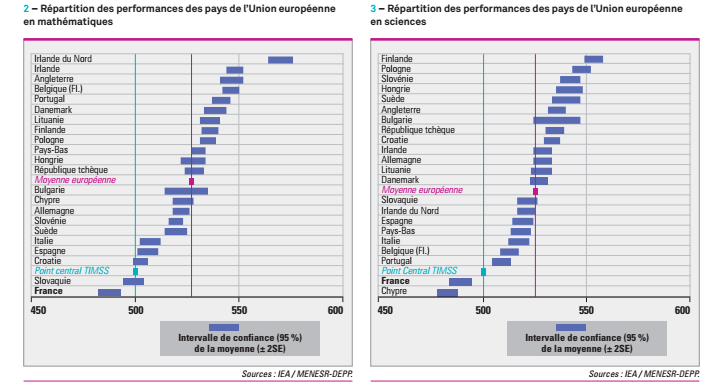 2 – Répartition des performances des pays de l'Union européenne
en mathématiques
Irlande du Nord
Irlande
Angleterre
Belgique (Fl.)
Portugal
Danemark
Lituanie
Finlande
Pologne
Pays-Bas
Hongrie
République tchèque
Moyenne européenne
Bulgarie
Chypre
Allemagne
Slovénie
Suède
Italie
Espagne
Croatie
Point central TIMSS
Slovaquie
France
450 500 550 600
Intervalle de confiance (95 %)
de la moyenne (± 2SE)
Sources : IEA / MENESR-DEPP.
3 – Répartition des performances des pays de l'Union européenne
en sciences
Finlande
Pologne
Slovénie
Hongrie
Suède
Angleterre
Bulgarie
République tchèque
Croatie
Irlande
Allemagne
Lituanie
Danemark
Moyenne européenne
Slovaquie
Irlande du Nord
Espagne
Pays-Bas
Italie
Belgique (Fl.)
Portugal
Point Central TIMSS
France
Chypre
450 500 550 600
Intervalle de confiance (95 %)
de la moyenne (± 2SE)
Sources : IEA / MENESR-DEPP.